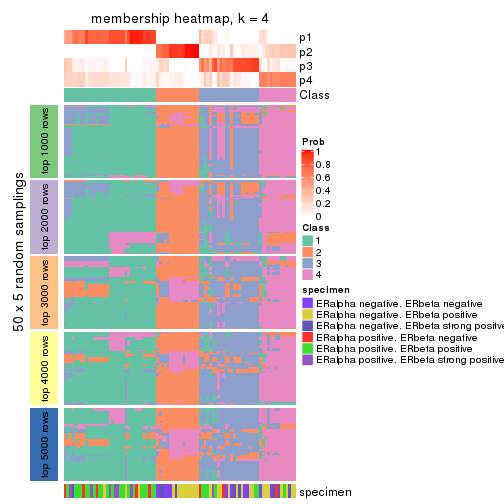 membership heatmap, k = 4
p1
p2
p3
p4
Class
50 x 5 random samplings
top 1000 rows
top 2000 rows
top 3000 rows
top 4000 rows
top 5000 rows
specimen
Prob
1
0.8
0.6
0.4
0.2
0
Class
1
2
3
4
specimen
ERalpha negative. ERbeta negative
ERalpha negative. ERbeta positive
ERalpha negative. ERbeta strong positive
ERalpha positive. ERbeta negative
ERalpha positive. ERbeta positive
ERalpha positive. ERbeta strong positive